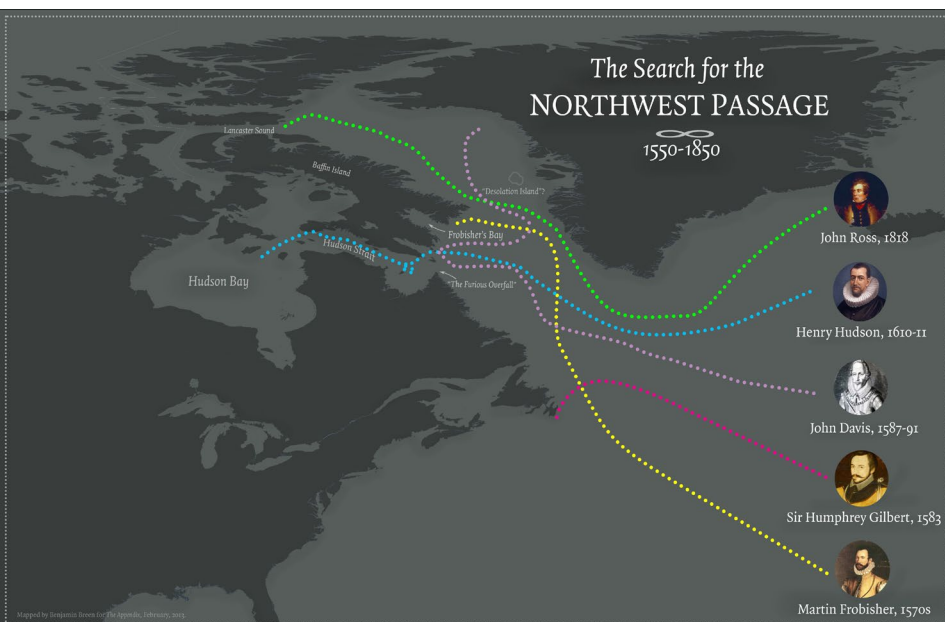 The Search for the
NORTHWEST PASSAGE
1550-1850
Lancaster Sound
Baffin Island
"Desolation Island"?
Frobisher's Bay
Hudson Strait
"The Furious Overfall"
Hudson Bay
John Ross, 1818
Henry Hudson, 1610-11
John Davis, 1587-91
Sir Humphrey Gilbert, 1583
Martin Frobisher, 1570s
Mapped by Benjamin Breen for The Appendix, February, 2013.